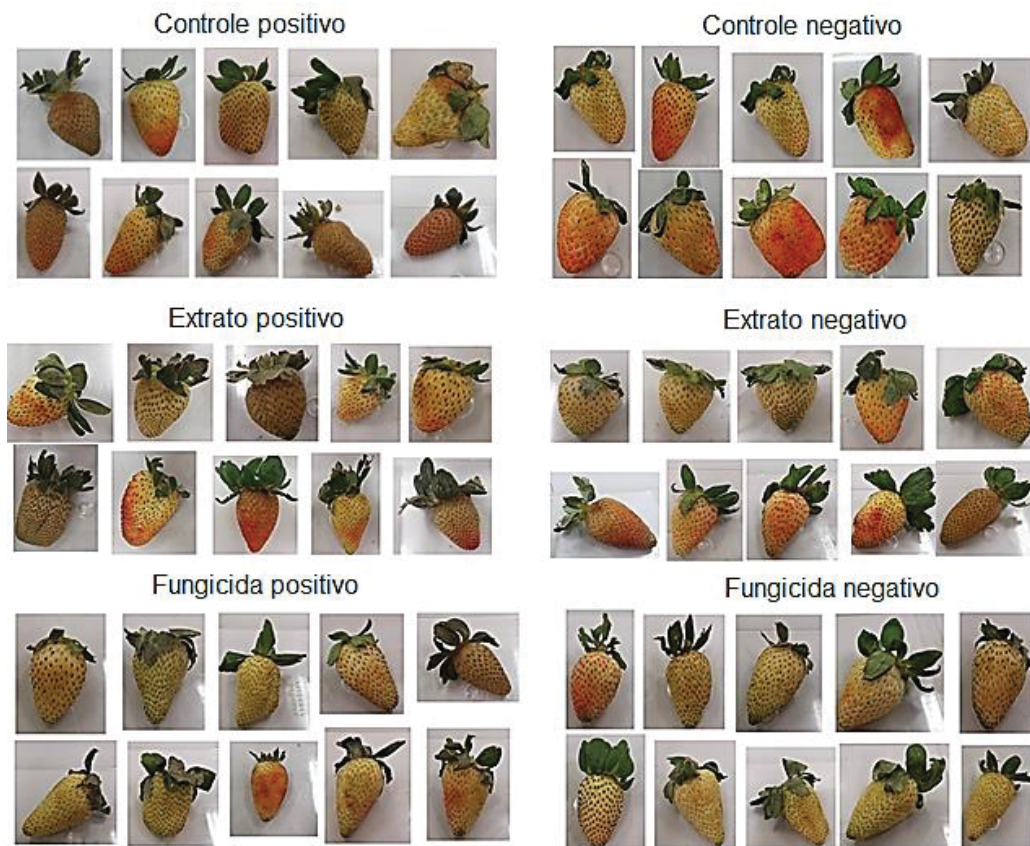 Controle positivo
Controle negativo
Extrato positivo
Extrato negativo
Fungicida positivo
Fungicida negativo